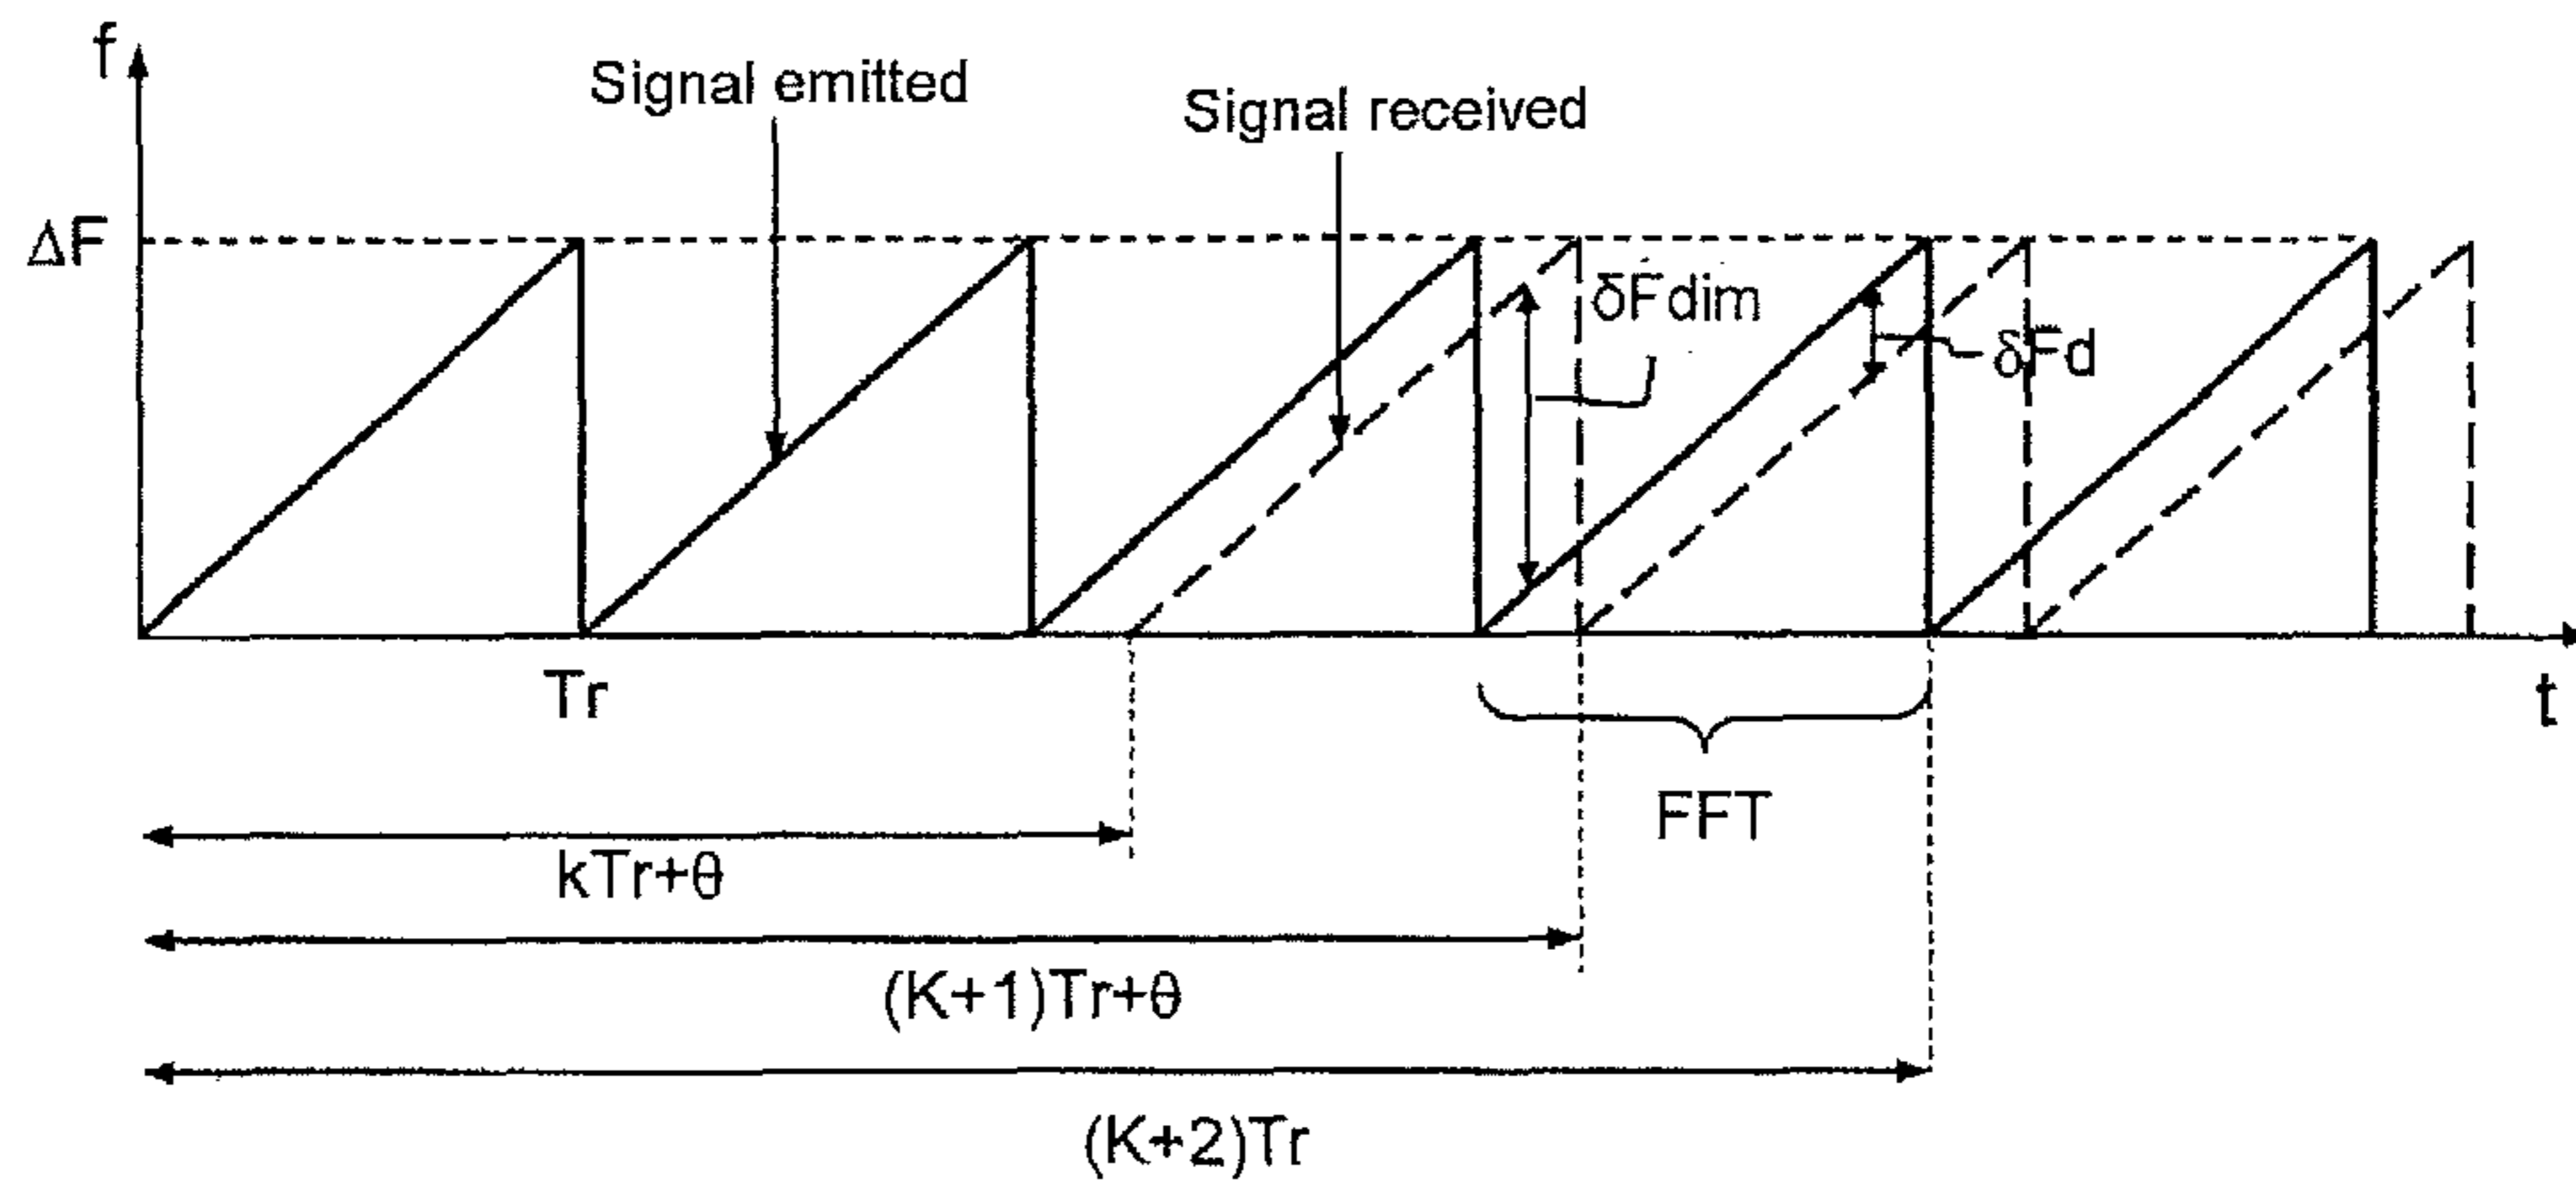 f
Signal emitted
Signal received
ΔF
δFdim
δFd
Tr
t
FFT
kTr+θ
(K+1)Tr+θ
(K+2)Tr